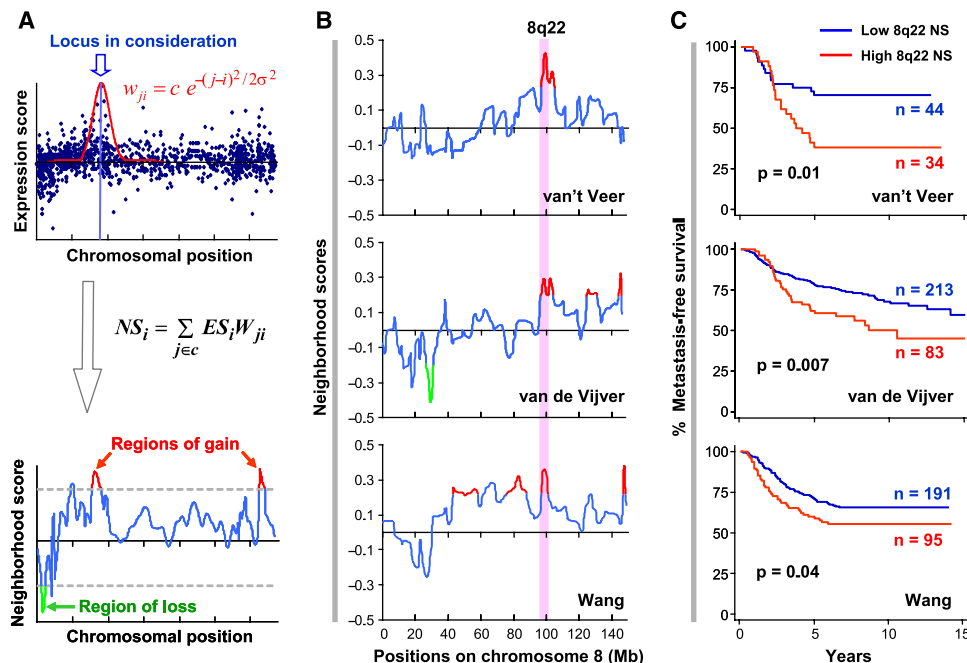 A
Locus in consideration
w_ji = c e^-(j-i)^2/2σ^2
Expression score
Chromosomal position
NS_i = ∑ ES_i W_ji
j∈c
Regions of gain
Neighborhood score
Region of loss
Chromosomal position
B
8q22
Neighborhood scores
0.5
0.3
0.1
−0.1
−0.3
−0.5
van't Veer
0.5
0.3
0.1
−0.1
−0.3
−0.5
van de Vijver
0.5
0.3
0.1
−0.1
−0.3
−0.5
Wang
0 20 40 60 80 100 120 140
Positions on chromosome 8 (Mb)
C
Low 8q22 NS
High 8q22 NS
% Metastasis-free survival
100
75
50
25
0
n = 44
n = 34
p = 0.01
van't Veer
100
75
50
25
0
n = 213
n = 83
p = 0.007
van de Vijver
100
75
50
25
0
n = 191
n = 95
p = 0.04
Wang
0 5 10 15
Years